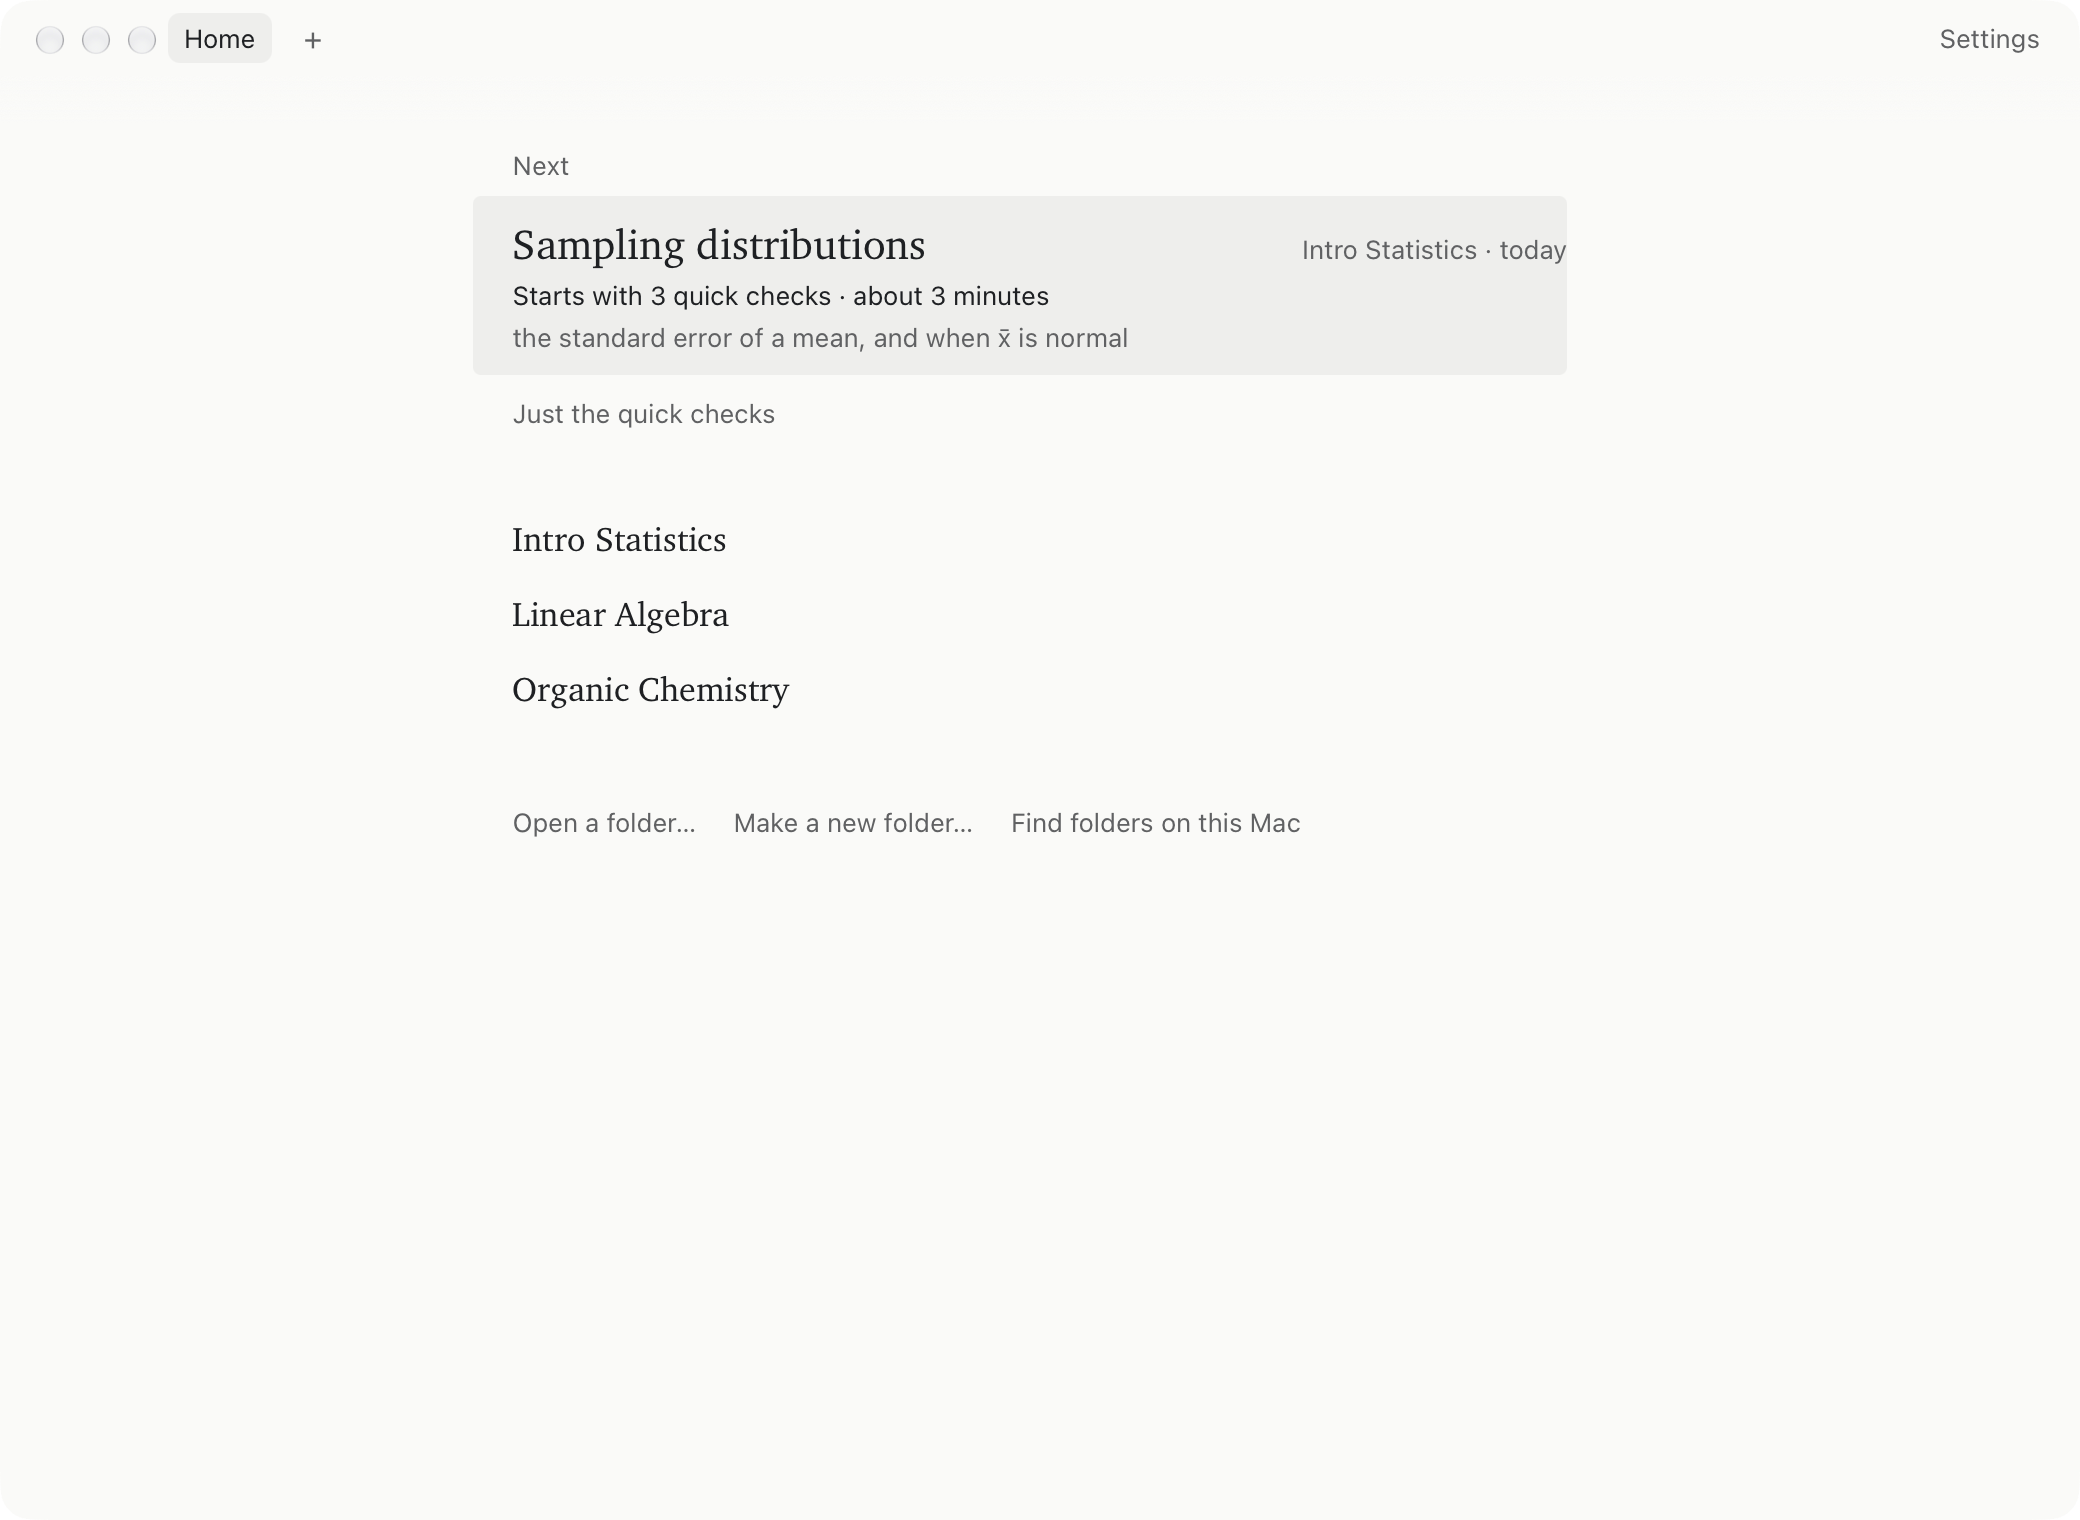 Home + Settings
Next
Sampling distributions Intro Statistics · today
Starts with 3 quick checks · about 3 minutes
the standard error of a mean, and when x̄ is normal
Just the quick checks
Intro Statistics
Linear Algebra
Organic Chemistry
Open a folder... Make a new folder... Find folders on this Mac